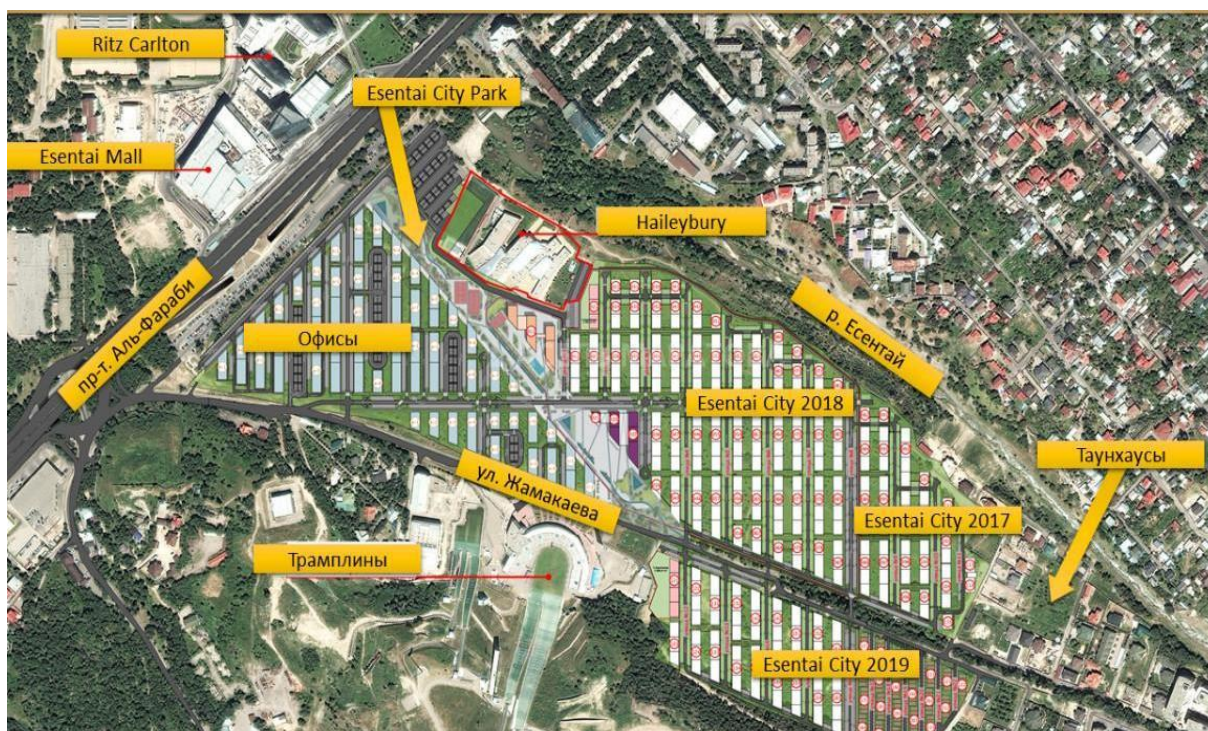 Ritz Carlton
Esentai City Park
Esentai Mall
Haileybury
пр-т. Аль-Фараби
Офисы
р. Есентай
Esentai City 2018
Таунхаусы
ул. Жамакаева
Esentai City 2017
Трамплины
Esentai City 2019